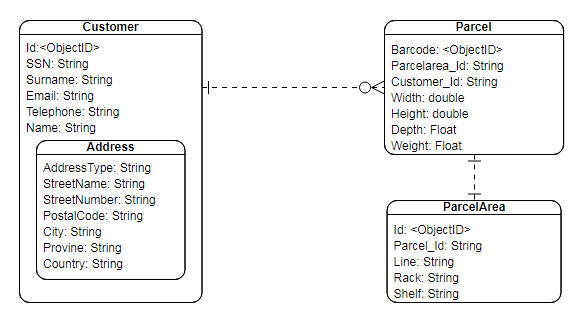 Customer
Id:<ObjectID>
SSN: String
Surname: String
Email: String
Telephone: String
Name: String
Address
AddressType: String
StreetName: String
StreetNumber: String
PostalCode: String
City: String
Provine: String
Country: String
Parcel
Barcode: <ObjectID>
Parcelarea_Id: String
Customer_Id: String
Width: double
Height: double
Depth: Float
Weight: Float
ParcelArea
Id: <ObjectID>
Parcel_Id: String
Line: String
Rack: String
Shelf: String